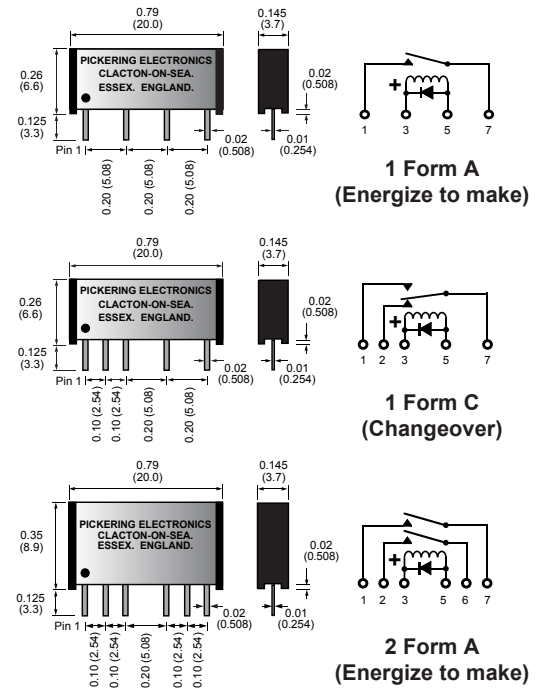 0.79
(20.0)
0.145
(3.7)
0.26
(6.6)
PICKERING ELECTRONICS
CLACTON-ON-SEA.
ESSEX. ENGLAND.
0.02
(0.508)
0.125
(3.3)
Pin 1
0.02
(0.508)
0.01
(0.254)
0.20 (5.08)
0.20 (5.08)
0.20 (5.08)
+
1 3 5 7
1 Form A
(Energize to make)
0.79
(20.0)
0.145
(3.7)
0.26
(6.6)
PICKERING ELECTRONICS
CLACTON-ON-SEA.
ESSEX. ENGLAND.
0.02
(0.508)
0.125
(3.3)
Pin 1
0.02
(0.508)
0.01
(0.254)
0.10 (2.54)
0.10 (2.54)
0.20 (5.08)
0.20 (5.08)
+
1 2 3 5 7
1 Form C
(Changeover)
0.79
(20.0)
0.145
(3.7)
0.35
(8.9)
PICKERING ELECTRONICS
CLACTON-ON-SEA.
ESSEX. ENGLAND.
0.02
(0.508)
0.125
(3.3)
Pin 1
0.02
(0.508)
0.01
(0.254)
0.10 (2.54)
0.10 (2.54)
0.20 (5.08)
0.10 (2.54)
0.10 (2.54)
+
1 2 3 5 6 7
2 Form A
(Energize to make)